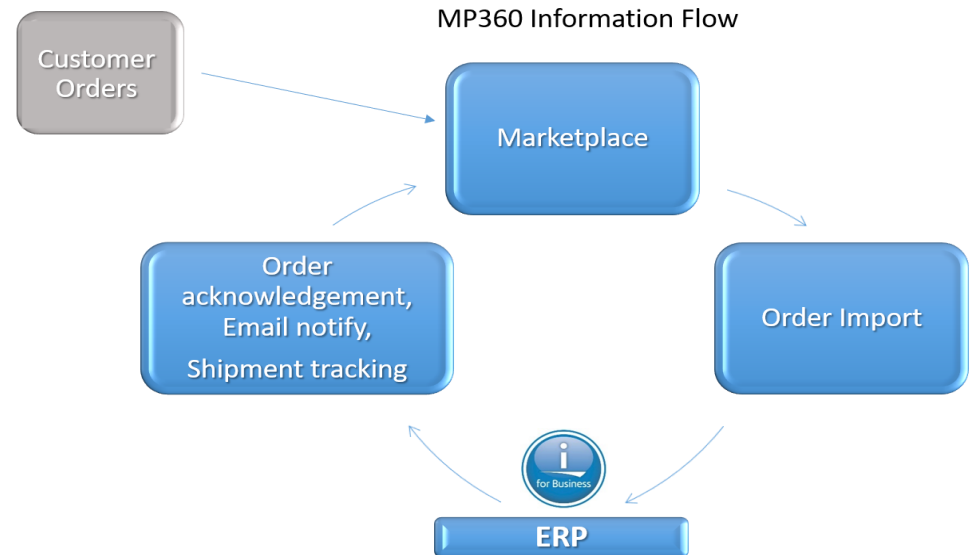 MP360 Information Flow
Customer
Orders
Marketplace
Order
acknowledgement,
Email notify,
Shipment tracking
Order Import
i
for Business
ERP